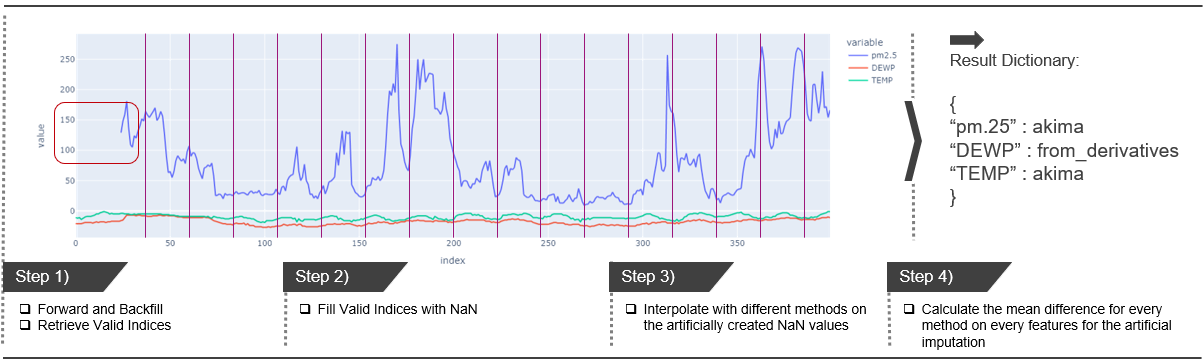 variable
pm2.5
DEWP
TEMP
value
250
200
150
100
50
0
0
50
100
150
200
250
300
350
index
Result Dictionary:
{
“pm.25” : akima
“DEWP” : from_derivatives
“TEMP” : akima
}
Step 1)
Forward and Backfill
Retrieve Valid Indices
Step 2)
Fill Valid Indices with NaN
Step 3)
Interpolate with different methods on
the artificially created NaN values
Step 4)
Calculate the mean difference for every
method on every features for the artificial
imputation